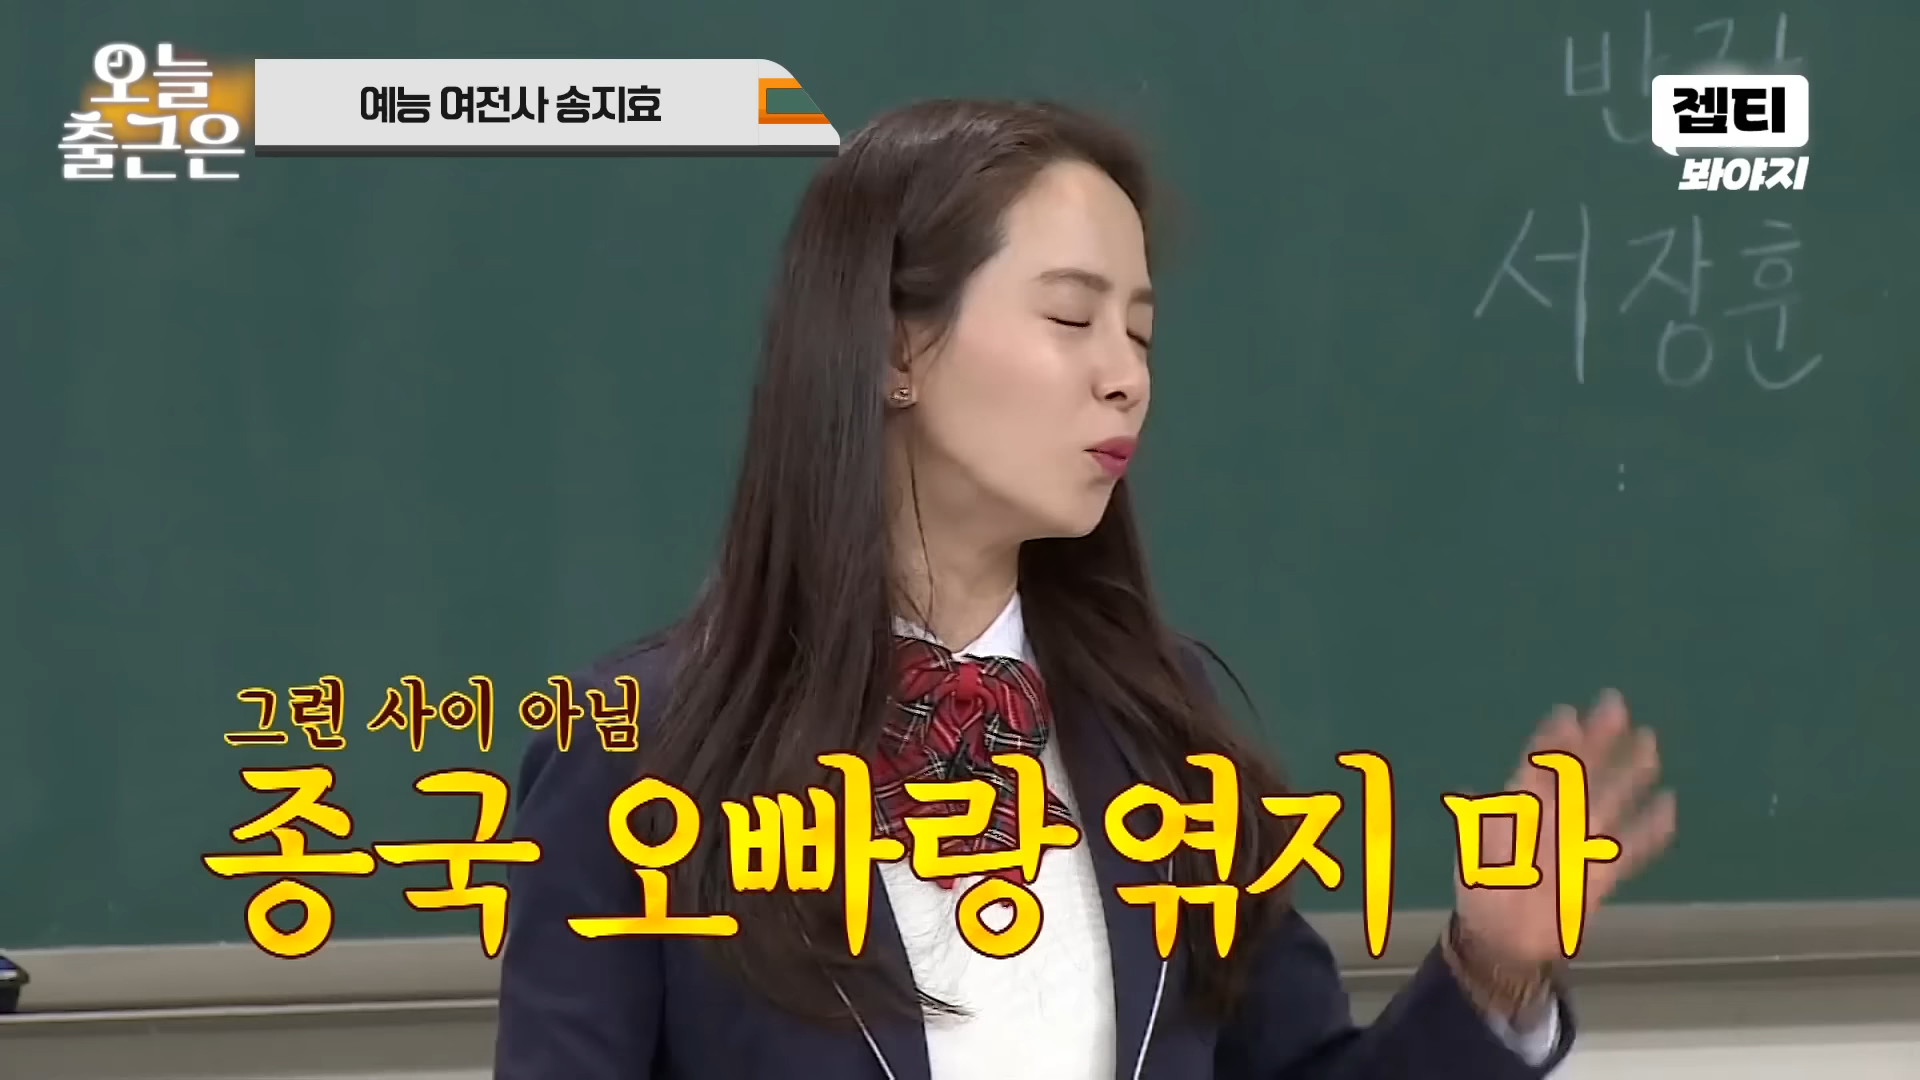 오늘
출근은
예능 여전사 송지효
반장
젭티
봐야지
서장훈
:
그런 사이 아님
종국 오빠랑 엮지 마